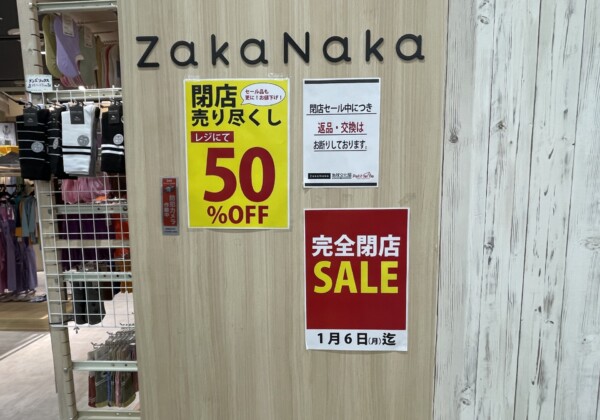 ZakaNaka
閉店
セール品も
更に!お値下げ!
売り尽くし
レジにて
50
%OFF
閉店セール中につき
返品・交換は
お断りしております。
ZAKANAKA
完全閉店
SALE
1月6日(月)迄